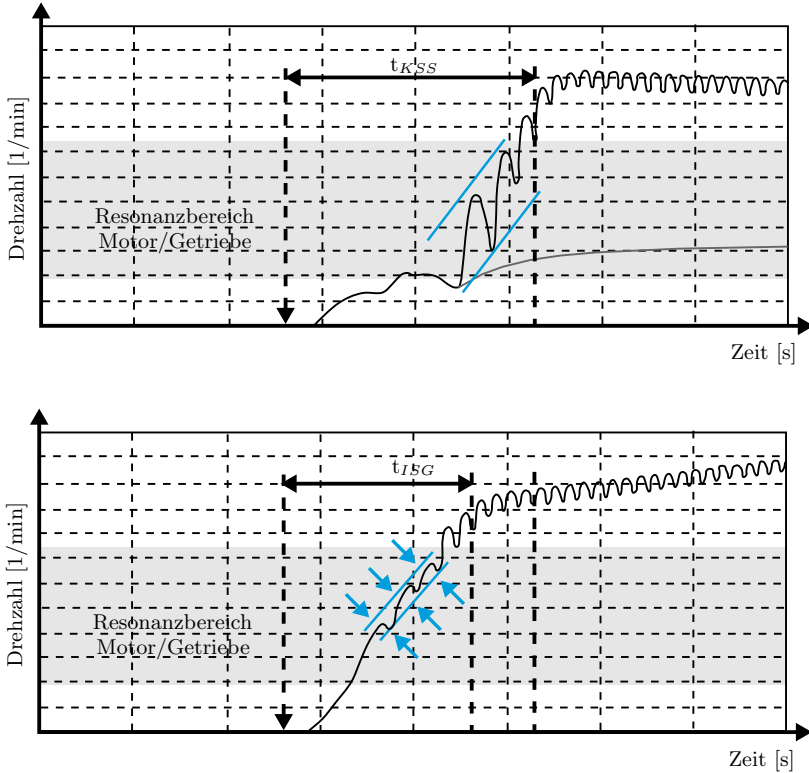 t_KSS
Drehzahl [1/min]
Resonanzbereich
Motor/Getriebe
Zeit [s]
t_ISG
Drehzahl [1/min]
Resonanzbereich
Motor/Getriebe
Zeit [s]